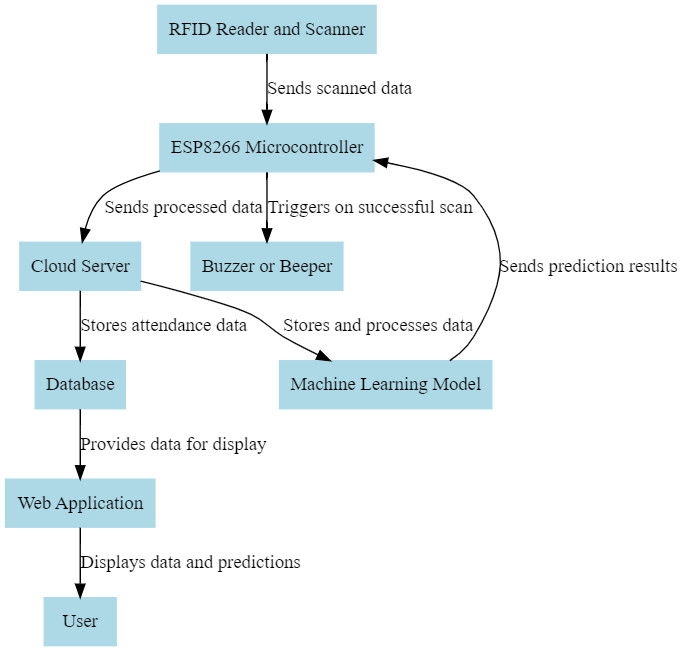 RFID Reader and Scanner
Sends scanned data
ESP8266 Microcontroller
Sends processed data
Triggers on successful scan
Cloud Server
Buzzer or Beeper
Sends prediction results
Stores attendance data
Stores and processes data
Database
Machine Learning Model
Provides data for display
Web Application
Displays data and predictions
User